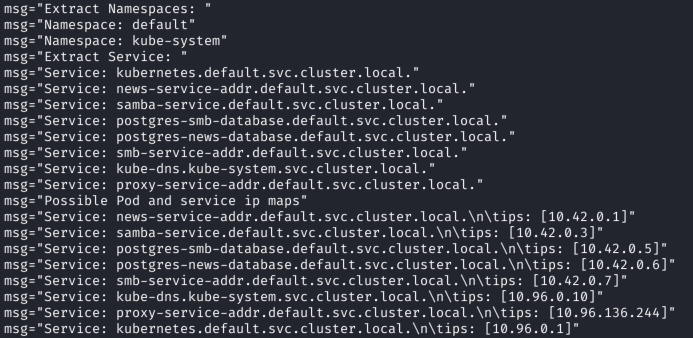 msg="Extract Namespaces: "
msg="Namespace: default"
msg="Namespace: kube-system"
msg="Extract Service: "
msg="Service: kubernetes.default.svc.cluster.local."
msg="Service: news-service-addr.default.svc.cluster.local."
msg="Service: samba-service.default.svc.cluster.local."
msg="Service: postgres-smb-database.default.svc.cluster.local."
msg="Service: postgres-news-database.default.svc.cluster.local."
msg="Service: smb-service-addr.default.svc.cluster.local."
msg="Service: kube-dns.kube-system.svc.cluster.local."
msg="Service: proxy-service-addr.default.svc.cluster.local."
msg="Possible Pod and service ip maps"
msg="Service: news-service-addr.default.svc.cluster.local.\n\tips: [10.42.0.1]"
msg="Service: samba-service.default.svc.cluster.local.\n\tips: [10.42.0.3]"
msg="Service: postgres-smb-database.default.svc.cluster.local.\n\tips: [10.42.0.5]"
msg="Service: postgres-news-database.default.svc.cluster.local.\n\tips: [10.42.0.6]"
msg="Service: smb-service-addr.default.svc.cluster.local.\n\tips: [10.42.0.7]"
msg="Service: kube-dns.kube-system.svc.cluster.local.\n\tips: [10.96.0.10]"
msg="Service: proxy-service-addr.default.svc.cluster.local.\n\tips: [10.96.136.244]"
msg="Service: kubernetes.default.svc.cluster.local.\n\tips: [10.96.0.1]"